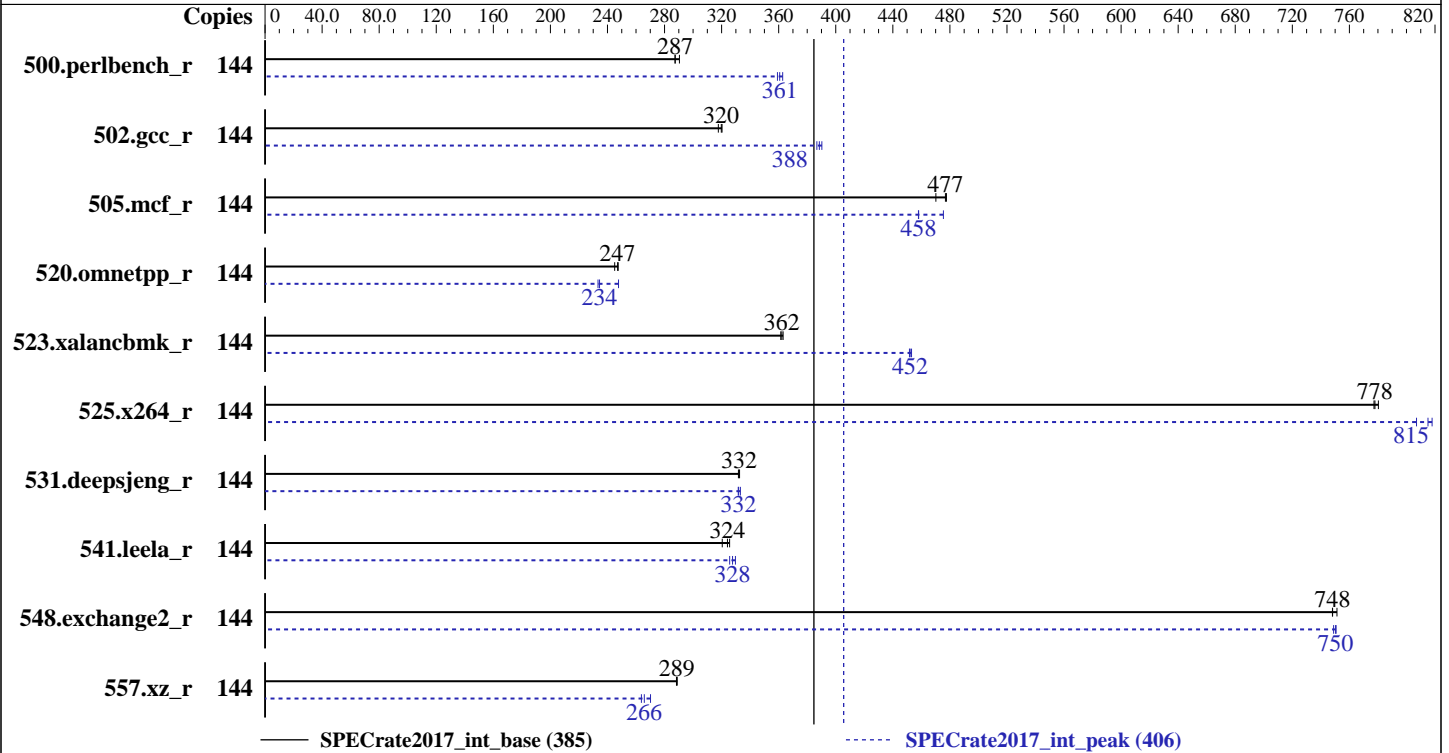 Copies 0 40.0 80.0 120 160 200 240 280 320 360 400 440 480 520 560 600 640 680 720 760 820
287
500.perlbench_r 144
361
320
502.gcc_r 144
388
477
505.mcf_r 144
458
247
520.omnetpp_r 144
234
362
523.xalancbmk_r 144
452
778
525.x264_r 144
815
332
531.deepsjeng_r 144
332
324
541.leela_r 144
328
748
548.exchange2_r 144
750
289
557.xz_r 144
266
SPECrate2017_int_base (385) SPECrate2017_int_peak (406)